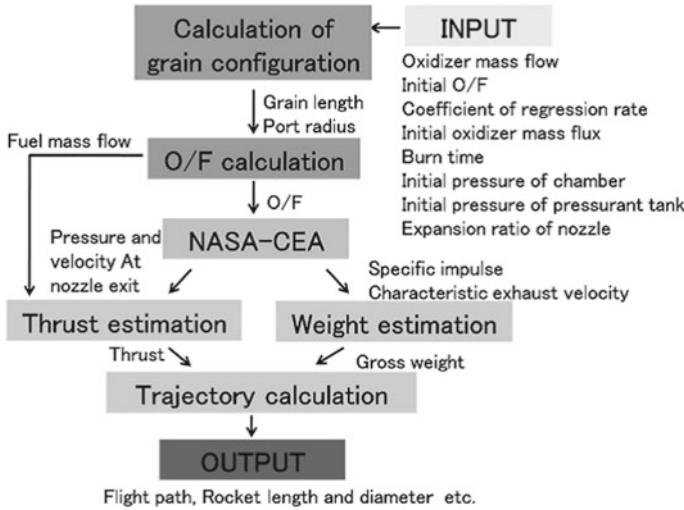 Calculation of
grain configuration
INPUT
Oxidizer mass flow
Initial O/F
Coefficient of regression rate
Initial oxidizer mass flux
Burn time
Initial pressure of chamber
Initial pressure of pressurant tank
Expansion ratio of nozzle
Grain length
Port radius
Fuel mass flow
O/F calculation
O/F
NASA-CEA
Pressure and
velocity At
nozzle exit
Specific impulse
Characteristic exhaust velocity
Thrust estimation
Weight estimation
Thrust
Gross weight
Trajectory calculation
OUTPUT
Flight path, Rocket length and diameter etc.